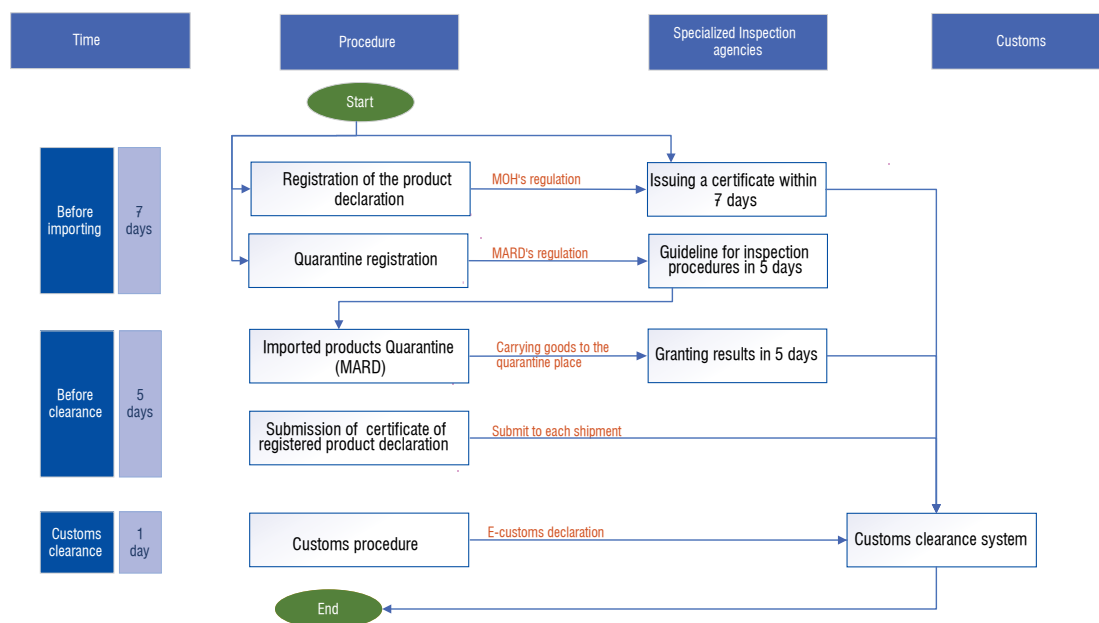 Time
Procedure
Specialized Inspection
agencies
Customs
Start
Before
importing
7
days
Registration of the product
declaration
MOH's regulation
Issuing a certificate within
7 days
Quarantine registration
MARD's regulation
Guideline for inspection
procedures in 5 days
Before
clearance
5
days
Imported products Quarantine
(MARD)
Carrying goods to the
quarantine place
Granting results in 5 days
Submission of certificate of
registered product declaration
Submit to each shipment
Customs
clearance
1
day
Customs procedure
E-customs declaration
Customs clearance system
End